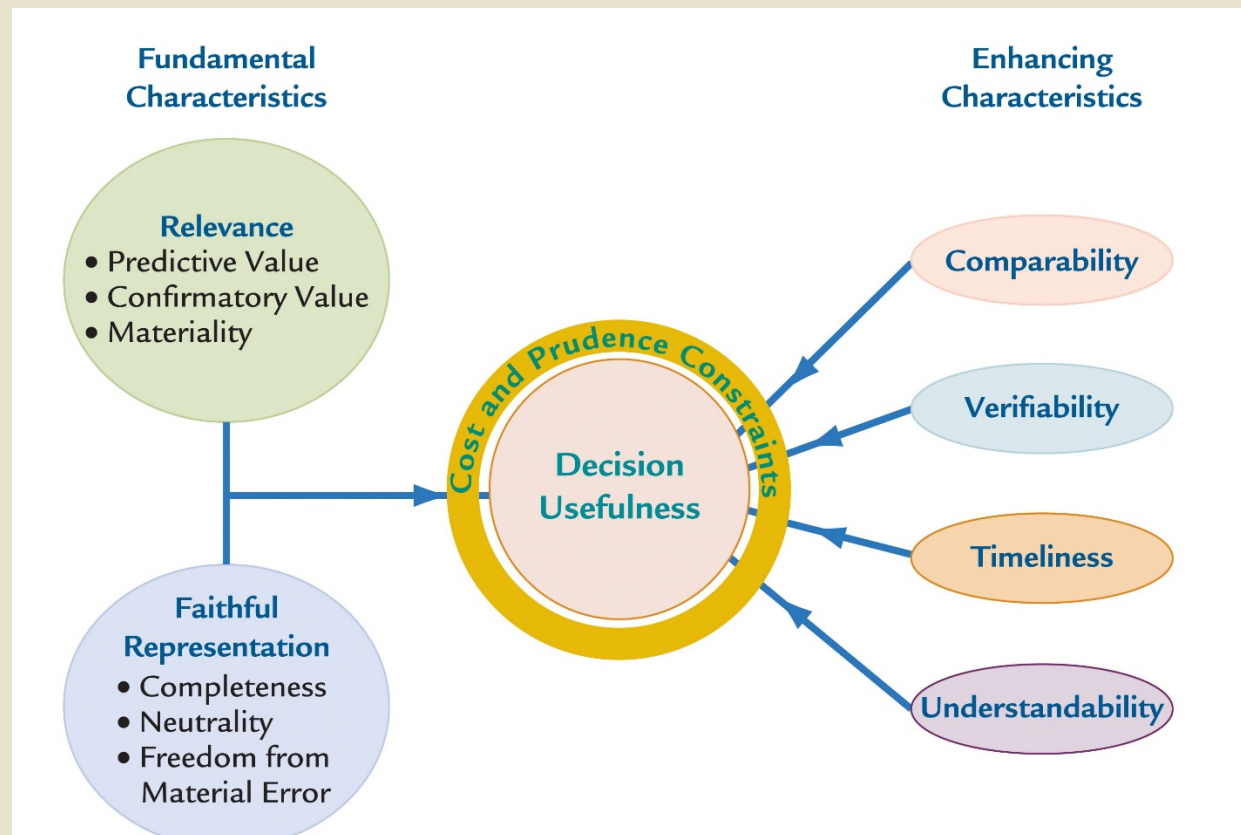 Fundamental
Characteristics
Relevance
• Predictive Value
• Confirmatory Value
• Materiality
Faithful
Representation
• Completeness
• Neutrality
• Freedom from
Material Error
Cost and Prudence Constraints
Decision
Usefulness
Enhancing
Characteristics
Comparability
Verifiability
Timeliness
Understandability